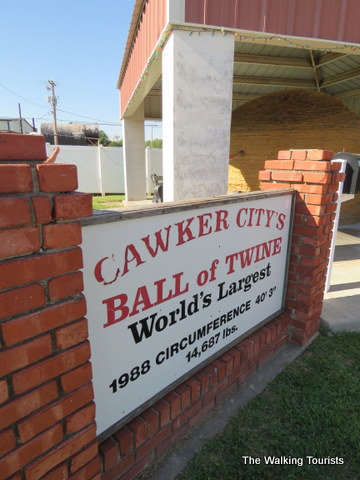 CAWKER CITY'S
BALL of TWINE
World's Largest
1988 CIRCUMFERENCE 40' 3"
14,687 lbs.
The Walking Tourists